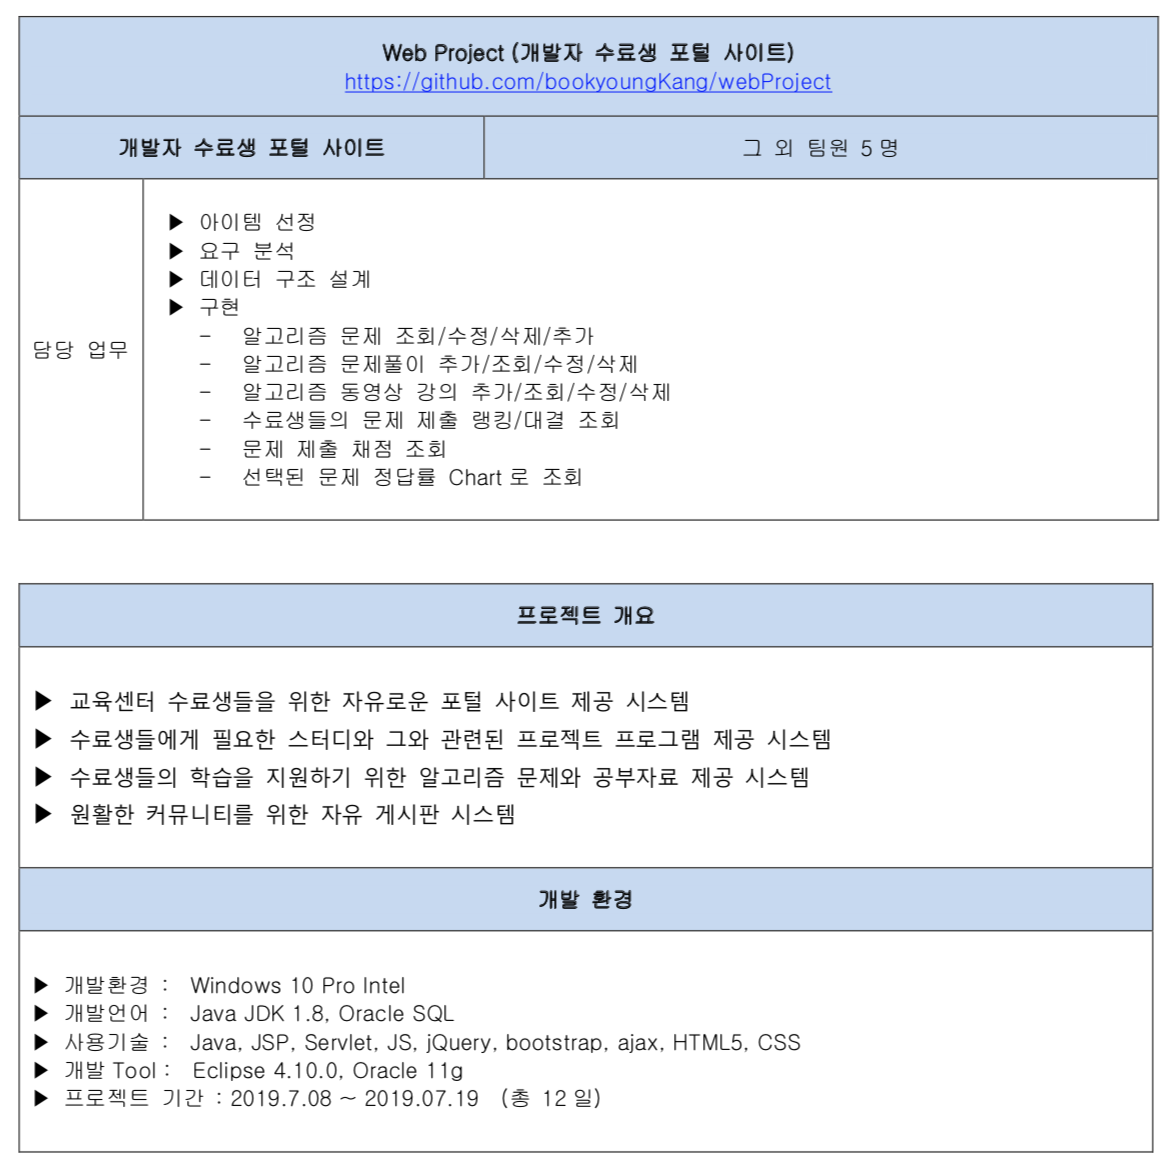 Web Project (개발자 수료생 포털 사이트)
https://github.com/bookyoungKang/webProject
개발자 수료생 포털 사이트
그 외 팀원 5명
담당 업무
▶ 아이템 선정
▶ 요구 분석
▶ 데이터 구조 설계
▶ 구현
- 알고리즘 문제 조회/수정/삭제/추가
- 알고리즘 문제풀이 추가/조회/수정/삭제
- 알고리즘 동영상 강의 추가/조회/수정/삭제
- 수료생들의 문제 제출 랭킹/대결 조회
- 문제 제출 채점 조회
- 선택된 문제 정답률 Chart로 조회
프로젝트 개요
▶ 교육센터 수료생들을 위한 자유로운 포털 사이트 제공 시스템
▶ 수료생들에게 필요한 스터디와 그와 관련된 프로젝트 프로그램 제공 시스템
▶ 수료생들의 학습을 지원하기 위한 알고리즘 문제와 공부자료 제공 시스템
▶ 원활한 커뮤니티를 위한 자유 게시판 시스템
개발 환경
▶ 개발환경 : Windows 10 Pro Intel
▶ 개발언어 : Java JDK 1.8, Oracle SQL
▶ 사용기술 : Java, JSP, Servlet, JS, jQuery, bootstrap, ajax, HTML5, CSS
▶ 개발 Tool : Eclipse 4.10.0, Oracle 11g
▶ 프로젝트 기간 : 2019.7.08 ~ 2019.07.19 (총 12일)